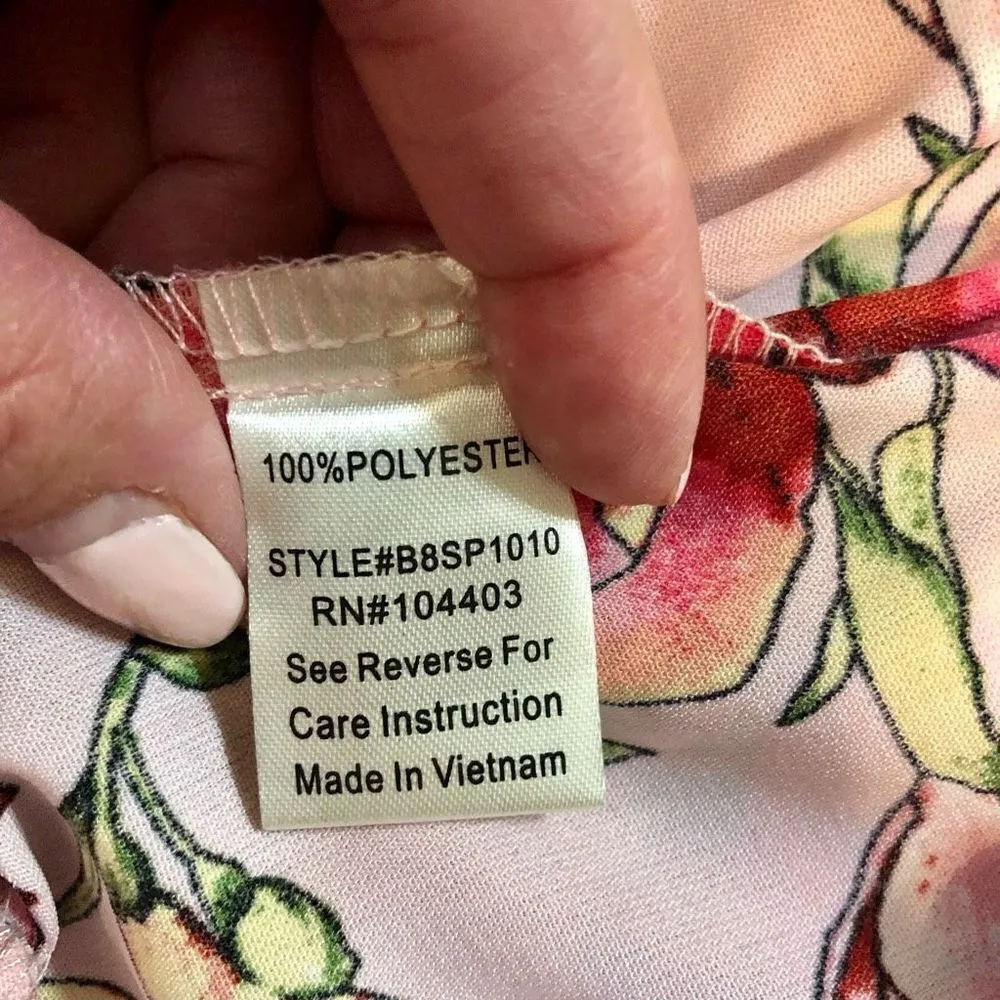 100%POLYESTER
STYLE#B8SP1010
RN#104403
See Reverse For
Care Instruction
Made In Vietnam